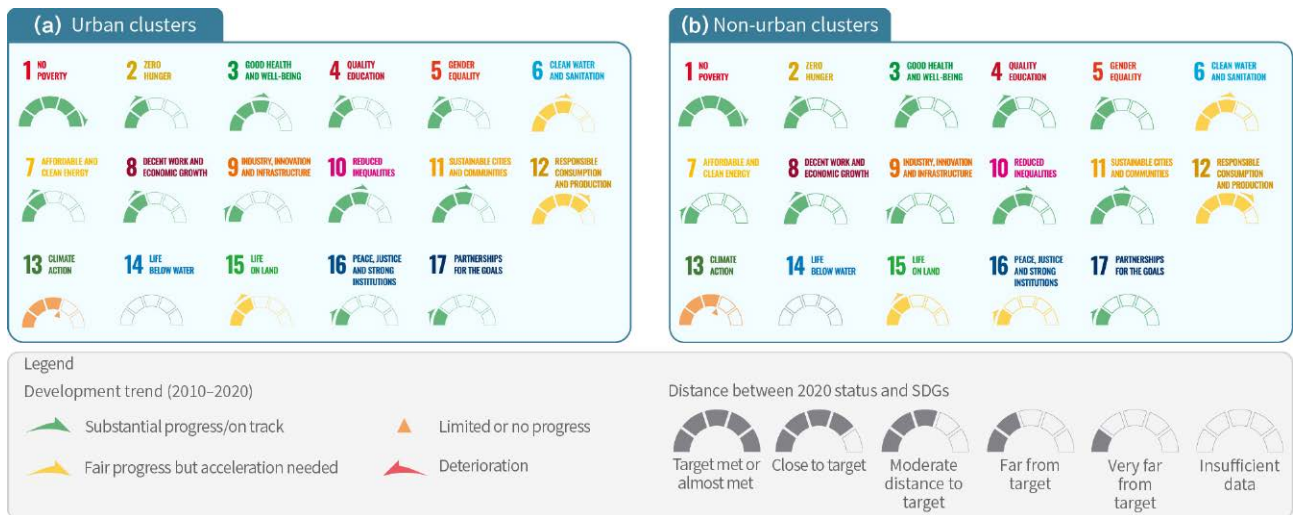 (a) Urban clusters
1 NO POVERTY
2 ZERO HUNGER
3 GOOD HEALTH AND WELL-BEING
4 QUALITY EDUCATION
5 GENDER EQUALITY
6 CLEAN WATER AND SANITATION
7 AFFORDABLE AND CLEAN ENERGY
8 DECENT WORK AND ECONOMIC GROWTH
9 INDUSTRY, INNOVATION AND INFRASTRUCTURE
10 REDUCED INEQUALITIES
11 SUSTAINABLE CITIES AND COMMUNITIES
12 RESPONSIBLE CONSUMPTION AND PRODUCTION
13 CLIMATE ACTION
14 LIFE BELOW WATER
15 LIFE ON LAND
16 PEACE, JUSTICE AND STRONG INSTITUTIONS
17 PARTNERSHIPS FOR THE GOALS
(b) Non-urban clusters
1 NO POVERTY
2 ZERO HUNGER
3 GOOD HEALTH AND WELL-BEING
4 QUALITY EDUCATION
5 GENDER EQUALITY
6 CLEAN WATER AND SANITATION
7 AFFORDABLE AND CLEAN ENERGY
8 DECENT WORK AND ECONOMIC GROWTH
9 INDUSTRY, INNOVATION AND INFRASTRUCTURE
10 REDUCED INEQUALITIES
11 SUSTAINABLE CITIES AND COMMUNITIES
12 RESPONSIBLE CONSUMPTION AND PRODUCTION
13 CLIMATE ACTION
14 LIFE BELOW WATER
15 LIFE ON LAND
16 PEACE, JUSTICE AND STRONG INSTITUTIONS
17 PARTNERSHIPS FOR THE GOALS
Legend
Development trend (2010–2020)
Substantial progress/on track
Limited or no progress
Fair progress but acceleration needed
Deterioration
Distance between 2020 status and SDGs
Target met or almost met
Close to target
Moderate distance to target
Far from target
Very far from target
Insufficient data